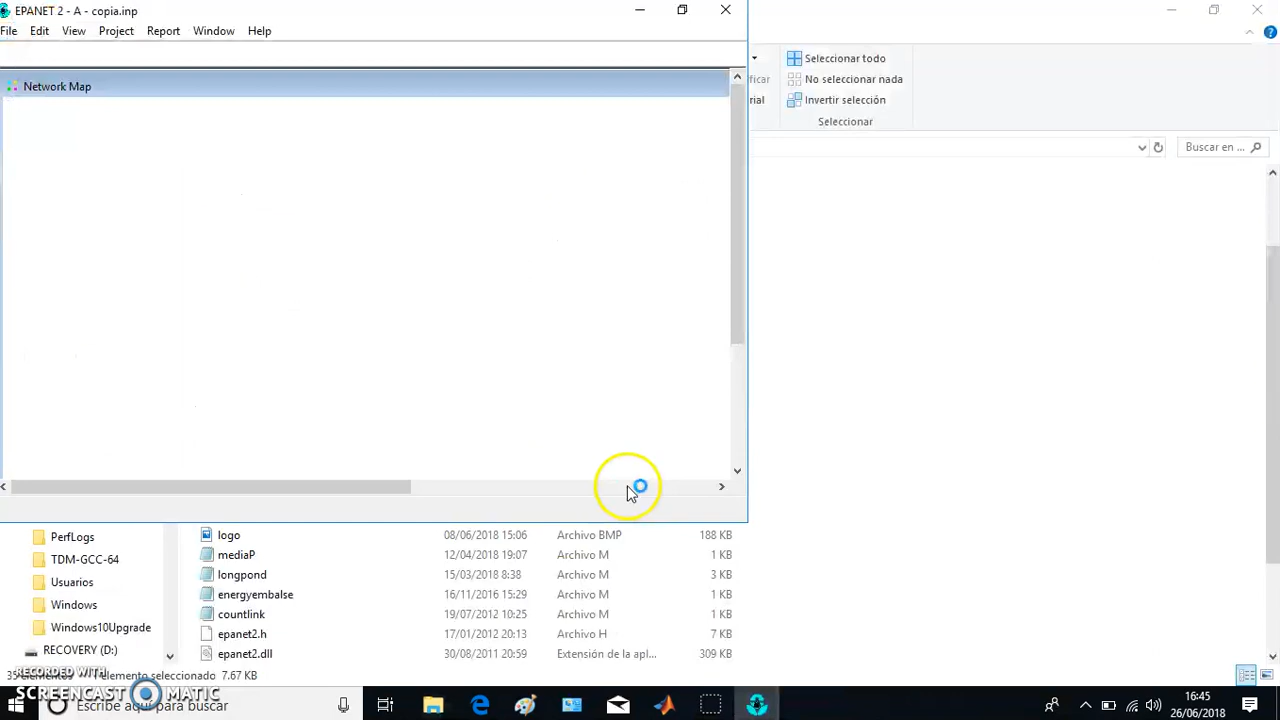 EPANET 2 - A - copia.inp
File Edit View Project Report Window Help
Network Map
Seleccionar todo
ficar No seleccionar nada
rial Invertir selección
Seleccionar
Buscar en ...
PerfLogs
TDM-GCC-64
Usuarios
Windows
Windows10Upgrade
RECOVERY (D:)
logo 08/06/2018 15:06 Archivo BMP 188 KB
mediaP 12/04/2018 19:07 Archivo M 1 KB
longpond 15/03/2018 8:38 Archivo M 3 KB
energyembalse 16/11/2016 15:29 Archivo M 1 KB
countlink 19/07/2012 10:25 Archivo M 1 KB
epanet2.h 17/01/2012 20:13 Archivo H 7 KB
epanet2.dll 30/08/2011 20:59 Extensión de la apl... 309 KB
elemento seleccionado 7.67 KB
RECORDED WITH
SCREENCAST MATIC
Escribe aquí para buscar
16:45
26/06/2018